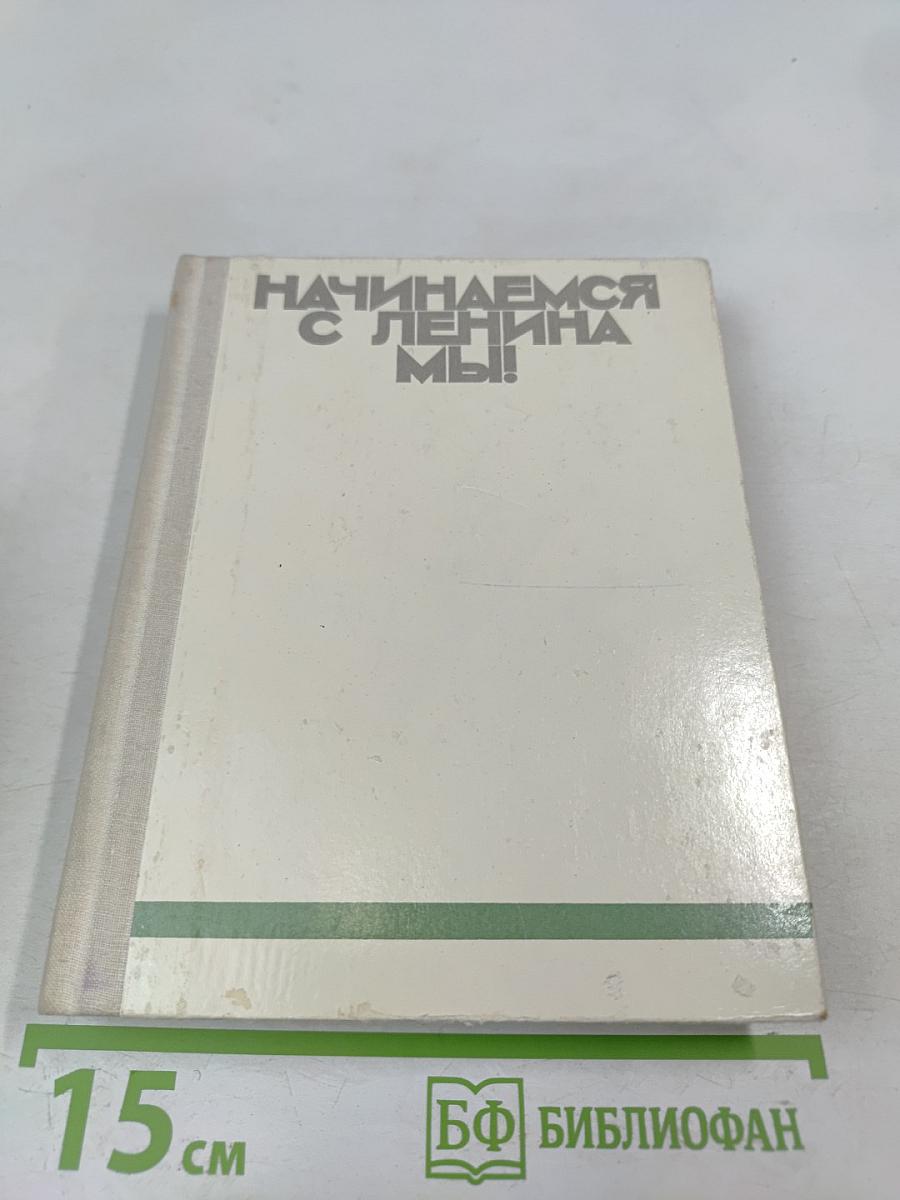 НАЧИНАЕМСЯ
С ЛЕНИНА
МЫ!
15 см
БФ БИБЛИОФАН